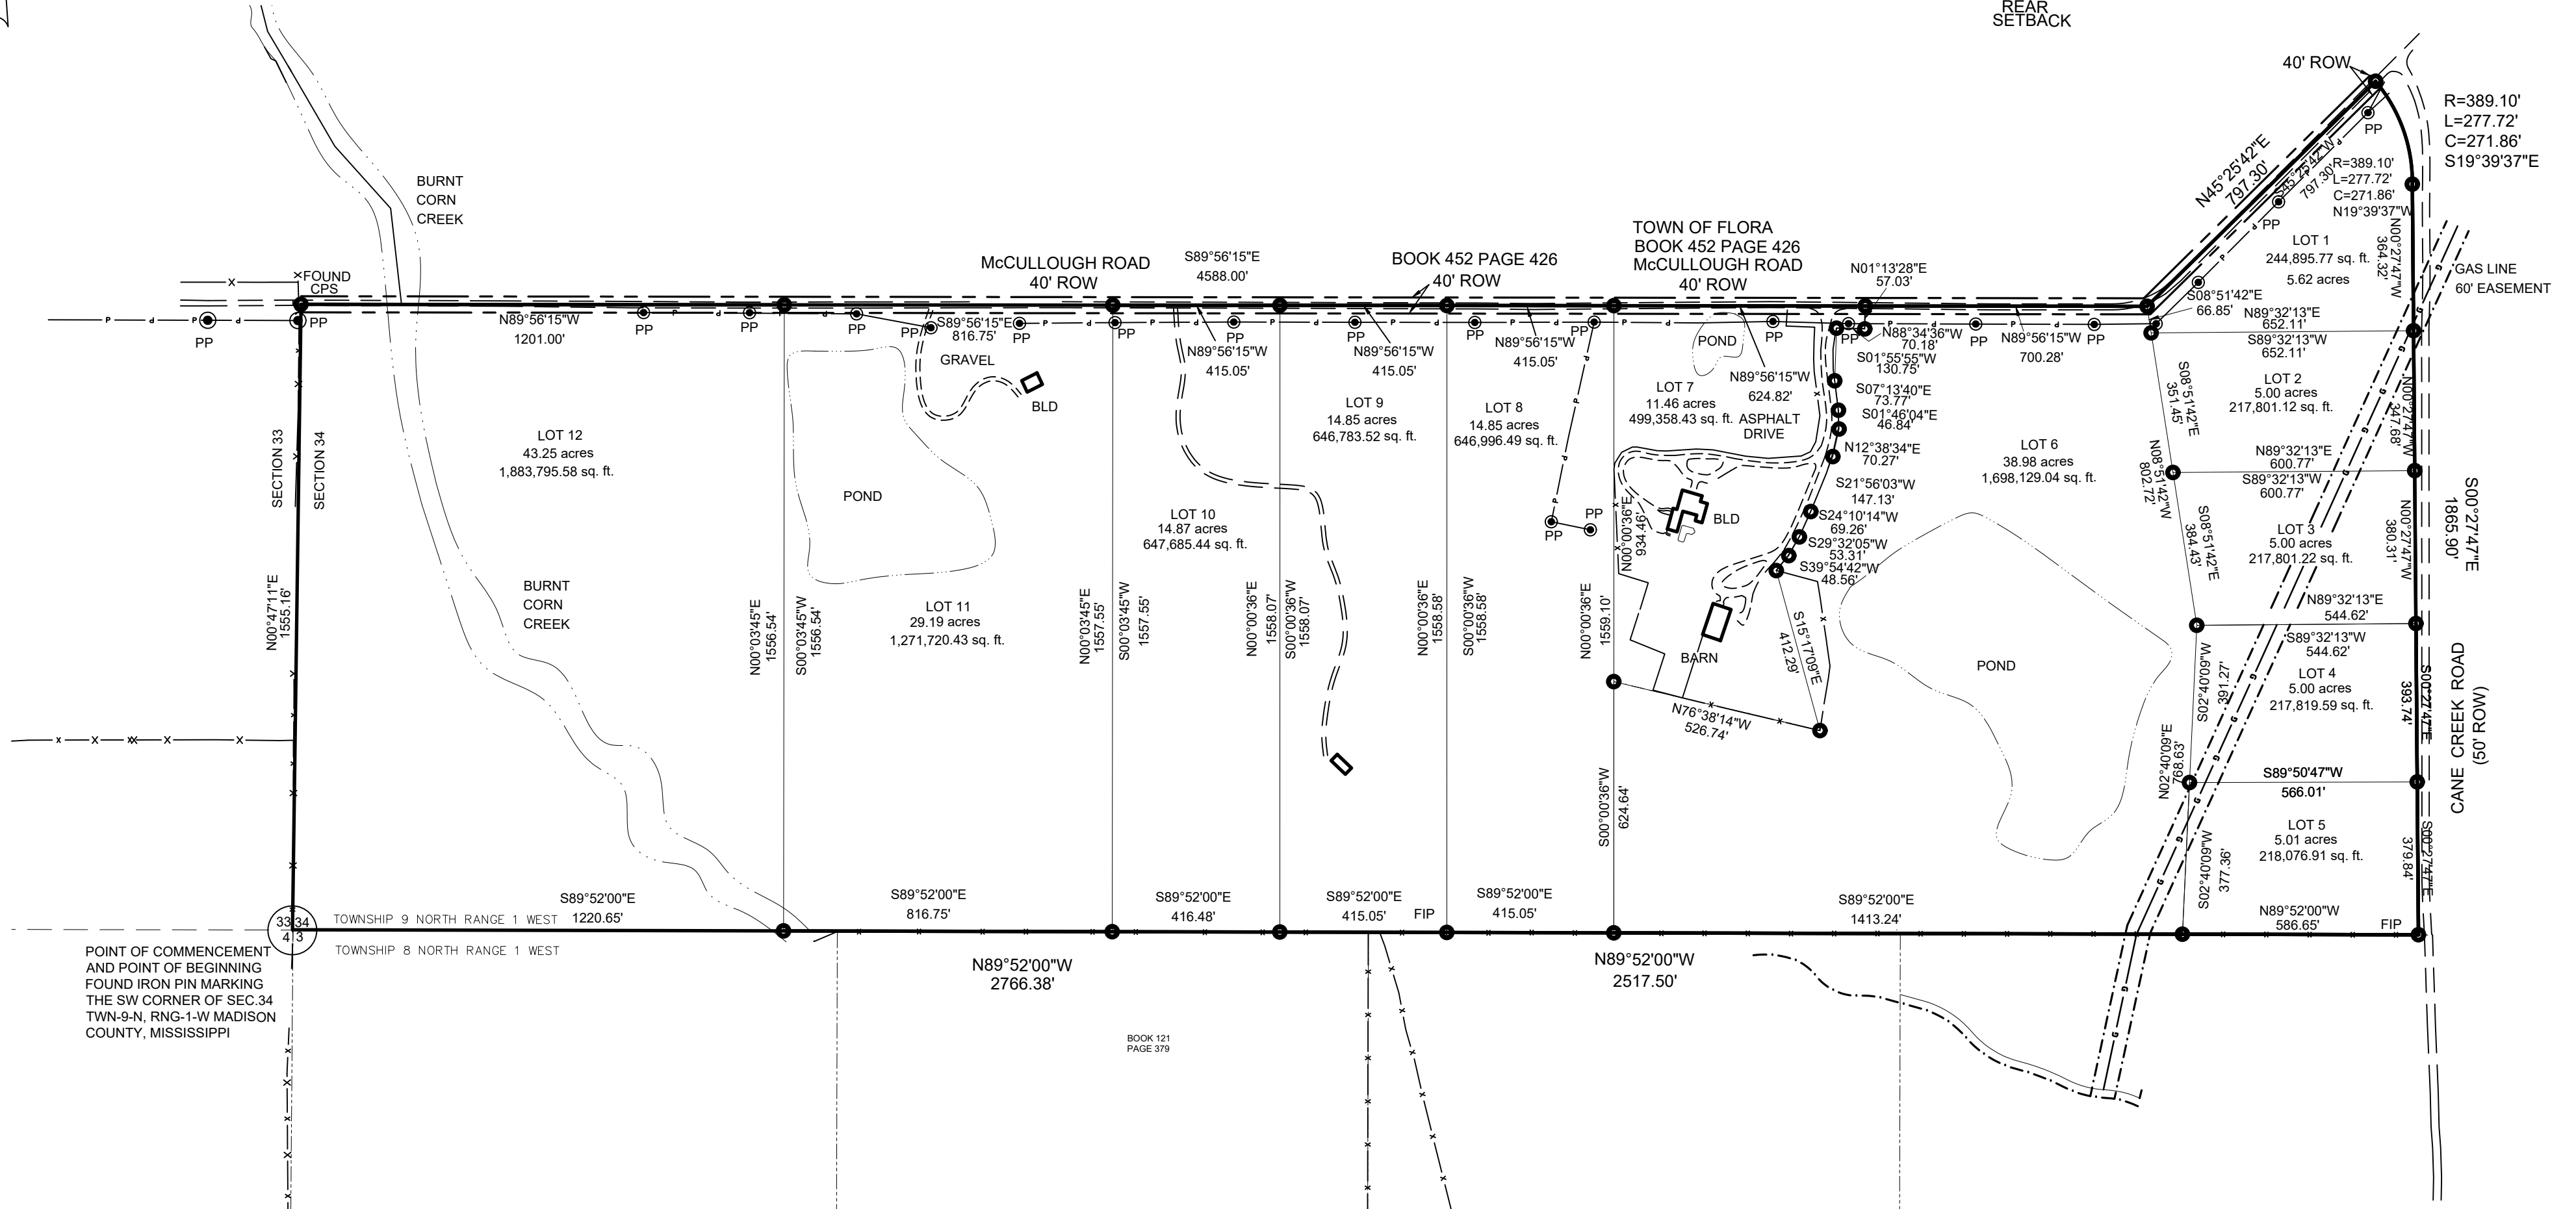 REAR
SETBACK
40' ROW
R=389.10'
L=277.72'
C=271.86'
S19°39'37"E
PP
N45°25'42"E
797.30'
S45°25'42"W
797.30'
R=389.10'
L=277.72'
C=271.86'
N19°39'37"W
PP
N00°27'47"W
364.32'
LOT 1
244,895.77 sq. ft.
5.62 acres
GAS LINE
60' EASEMENT
BURNT
CORN
CREEK
FOUND
CPS
PP
PP
McCULLOUGH ROAD
40' ROW
S89°56'15"E
4588.00'
BOOK 452 PAGE 426
40' ROW
TOWN OF FLORA
BOOK 452 PAGE 426
McCULLOUGH ROAD
40' ROW
N01°13'28"E
57.03'
S08°51'42"E
66.85'
N89°32'13"E
652.11'
S89°32'13"W
652.11'
N89°56'15"W
1201.00'
PP
PP
PP
PP
S89°56'15"E
816.75'
GRAVEL
BLD
PP
PP
N89°56'15"W
415.05'
PP
PP
N89°56'15"W
415.05'
PP
N89°56'15"W
415.05'
PP
POND
PP
N89°56'15"W
624.82'
PP
N88°34'36"W
70.18'
PP
N89°56'15"W
700.28'
PP
S01°55'55"W
130.75'
S07°13'40"E
73.77'
S01°46'04"E
46.84'
N12°38'34"E
70.27'
S21°56'03"W
147.13'
S24°10'14"W
69.26'
S29°32'05"W
53.31'
S39°54'42"W
48.56'
SECTION 33
SECTION 34
LOT 12
43.25 acres
1,883,795.58 sq. ft.
POND
LOT 9
14.85 acres
646,783.52 sq. ft.
LOT 8
14.85 acres
646,996.49 sq. ft.
LOT 7
11.46 acres
499,358.43 sq. ft.
ASPHALT
DRIVE
LOT 6
38.98 acres
1,698,129.04 sq. ft.
S08°51'42"E
351.45'
LOT 2
5.00 acres
217,801.12 sq. ft.
N00°27'47"W
347.68'
N08°51'42"W
802.72'
N89°32'13"E
600.77'
S89°32'13"W
600.77'
LOT 10
14.87 acres
647,685.44 sq. ft.
PP
PP
N00°00'36"E
934.46'
BLD
S08°51'42"E
384.43'
LOT 3
5.00 acres
217,801.22 sq. ft.
N00°27'47"W
380.31'
S00°27'47"E
1865.90'
N00°47'11"E
1555.16'
BURNT
CORN
CREEK
N00°03'45"E
1556.54'
S00°03'45"W
1556.54'
LOT 11
29.19 acres
1,271,720.43 sq. ft.
N00°03'45"E
1557.55'
S00°03'45"W
1557.55'
N00°00'36"E
1558.07'
S00°00'36"W
1558.07'
N00°00'36"E
1558.58'
S00°00'36"W
1558.58'
N00°00'36"E
1559.10'
BARN
S15°17'09"E
412.29'
N76°38'14"W
526.74'
POND
N89°32'13"E
544.62'
S89°32'13"W
544.62'
S02°40'09"W
391.27'
LOT 4
5.00 acres
217,819.59 sq. ft.
S00°27'47"E
393.74'
CANE CREEK ROAD
(50' ROW)
N02°40'09"E
768.63'
S89°50'47"W
566.01'
S00°00'36"W
624.64'
S02°40'09"W
377.36'
LOT 5
5.01 acres
218,076.91 sq. ft.
S00°27'47"E
379.84'
33 34
4 3
TOWNSHIP 9 NORTH RANGE 1 WEST
TOWNSHIP 8 NORTH RANGE 1 WEST
S89°52'00"E
1220.65'
S89°52'00"E
816.75'
S89°52'00"E
416.48'
S89°52'00"E
415.05'
FIP
S89°52'00"E
415.05'
S89°52'00"E
1413.24'
N89°52'00"W
586.65'
FIP
POINT OF COMMENCEMENT
AND POINT OF BEGINNING
FOUND IRON PIN MARKING
THE SW CORNER OF SEC.34
TWN-9-N, RNG-1-W MADISON
COUNTY, MISSISSIPPI
N89°52'00"W
2766.38'
N89°52'00"W
2517.50'
BOOK 121
PAGE 379